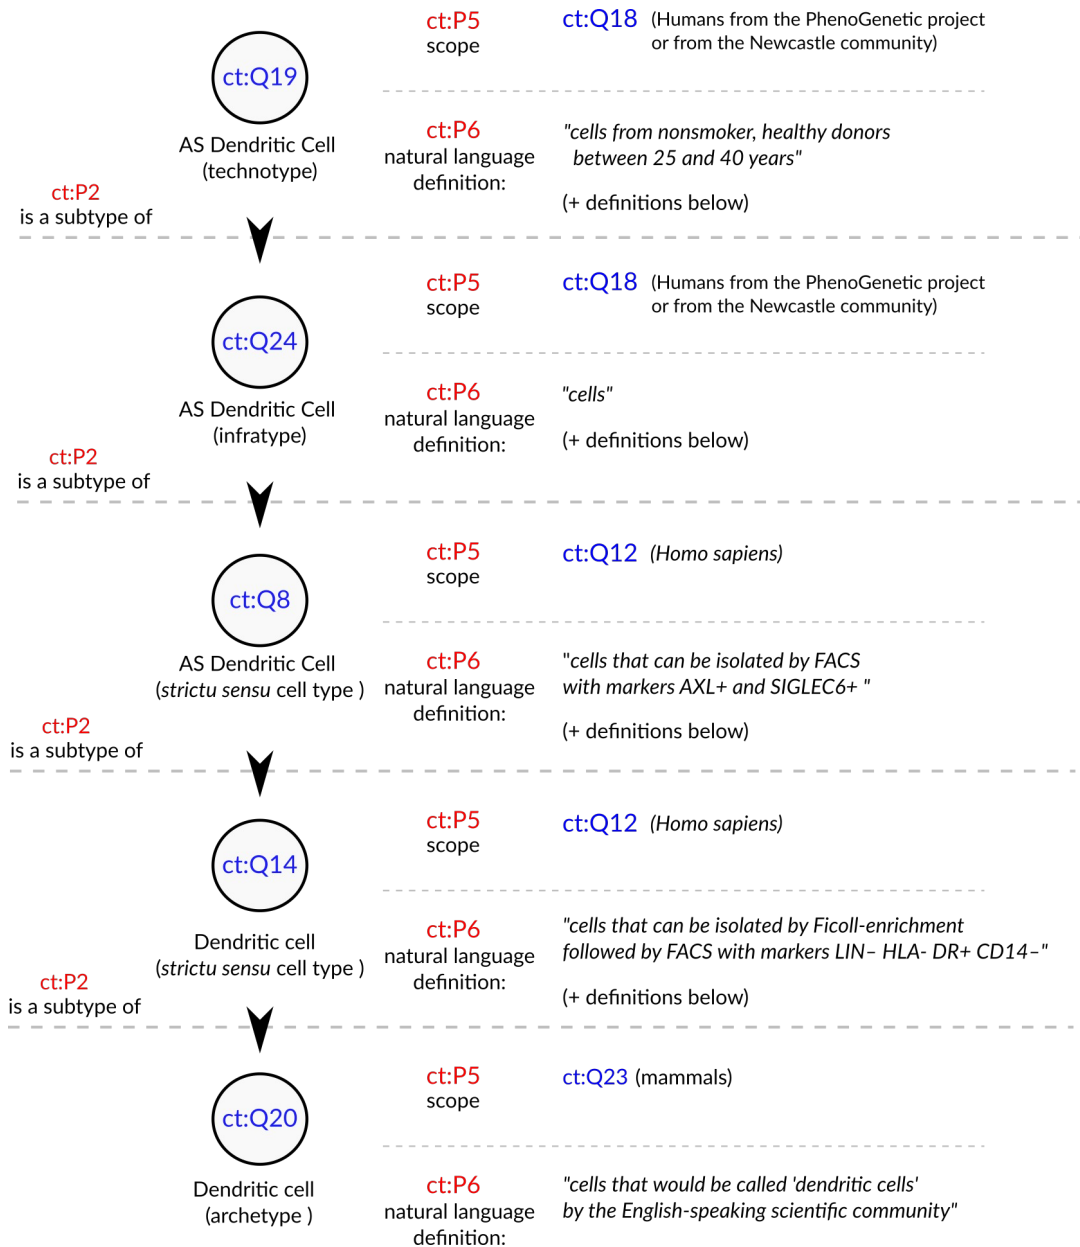 ct:P5
scope
ct:Q18 (Humans from the PhenoGenetic project
or from the Newcastle community)
ct:Q19
AS Dendritic Cell
(technotype)
ct:P6
natural language
definition:
"cells from nonsmoker, healthy donors
between 25 and 40 years"
(+ definitions below)
ct:P2
is a subtype of
ct:P5
scope
ct:Q18 (Humans from the PhenoGenetic project
or from the Newcastle community)
ct:Q24
AS Dendritic Cell
(infratype)
ct:P6
natural language
definition:
"cells"
(+ definitions below)
ct:P2
is a subtype of
ct:P5
scope
ct:Q12 (Homo sapiens)
ct:Q8
AS Dendritic Cell
(strictu sensu cell type )
ct:P6
natural language
definition:
"cells that can be isolated by FACS
with markers AXL+ and SIGLEC6+ "
(+ definitions below)
ct:P2
is a subtype of
ct:P5
scope
ct:Q12 (Homo sapiens)
ct:Q14
Dendritic cell
(strictu sensu cell type )
ct:P6
natural language
definition:
"cells that can be isolated by Ficoll-enrichment
followed by FACS with markers LIN– HLA- DR+ CD14–"
(+ definitions below)
ct:P2
is a subtype of
ct:P5
scope
ct:Q23 (mammals)
ct:Q20
Dendritic cell
(archetype )
ct:P6
natural language
definition:
"cells that would be called 'dendritic cells'
by the English-speaking scientific community"